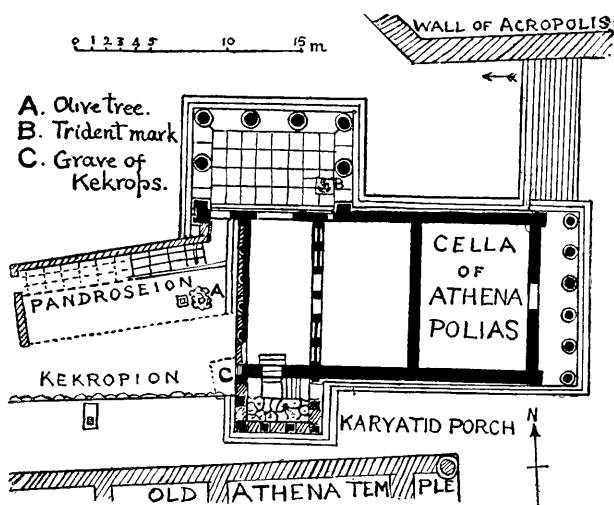 WALL OF ACROPOLIS
0 1 2 3 4 5 10 15 m
A. Olive tree.
B. Trident mark
C. Grave of
Kekrops.
B
CELLA
OF
ATHENA
POLIAS
PANDROSEION
A
KEKROPION
C
KARYATID PORCH
N
OLD ATHENA TEMPLE